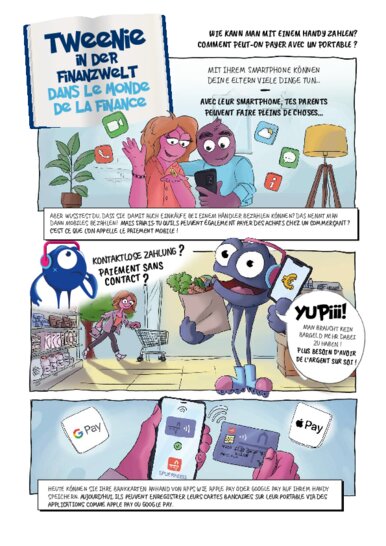 TWEENIE
IN DER
FINANZWELT
DANS LE MONDE
DE LA FINANCE
WIE KANN MAN MIT EINEM HANDY ZAHLEN?
COMMENT PEUT-ON PAYER AVEC UN PORTABLE ?
MIT IHREM SMARTPHONE KÖNNEN
DEINE ELTERN VIELE DINGE TUN...
AVEC LEUR SMARTPHONE, TES PARENTS
PEUVENT FAIRE PLEINS DE CHOSES...
ABER WUSSTEST DU, DASS SIE DAMIT AUCH EINKÄUFE BEI EINEM HÄNDLER BEZAHLEN KÖNNEN? DAS NENNT MAN
DANN MOBILES BEZAHLEN! MAIS SAVAIS-TU QU'ILS PEUVENT ÉGALEMENT PAYER DES ACHATS CHEZ UN COMMERÇANT ?
C'EST CE QUE L'ON APPELLE LE PAIEMENT MOBILE !
KONTAKTLOSE ZAHLUNG ?
PAIEMENT SANS
CONTACT ?
YUPIII!
MAN BRAUCHT KEIN
BARGELD MEHR DABEI
ZU HABEN !
PLUS BESOIN D'AVOIR
DE L'ARGENT SUR SOI !
G Pay
Pay
SPUERKEESS
HEUTE KÖNNEN SIE IHRE BANKKARTEN ANHAND VON APPS WIE APPLE PAY ODER GOOGLE PAY AUF IHREM HANDY
SPEICHERN. AUJOURD'HUI, ILS PEUVENT ENREGISTRER LEURS CARTES BANCAIRES SUR LEUR PORTABLE VIA DES
APPLICATIONS COMME APPLE PAY OU GOOGLE PAY.